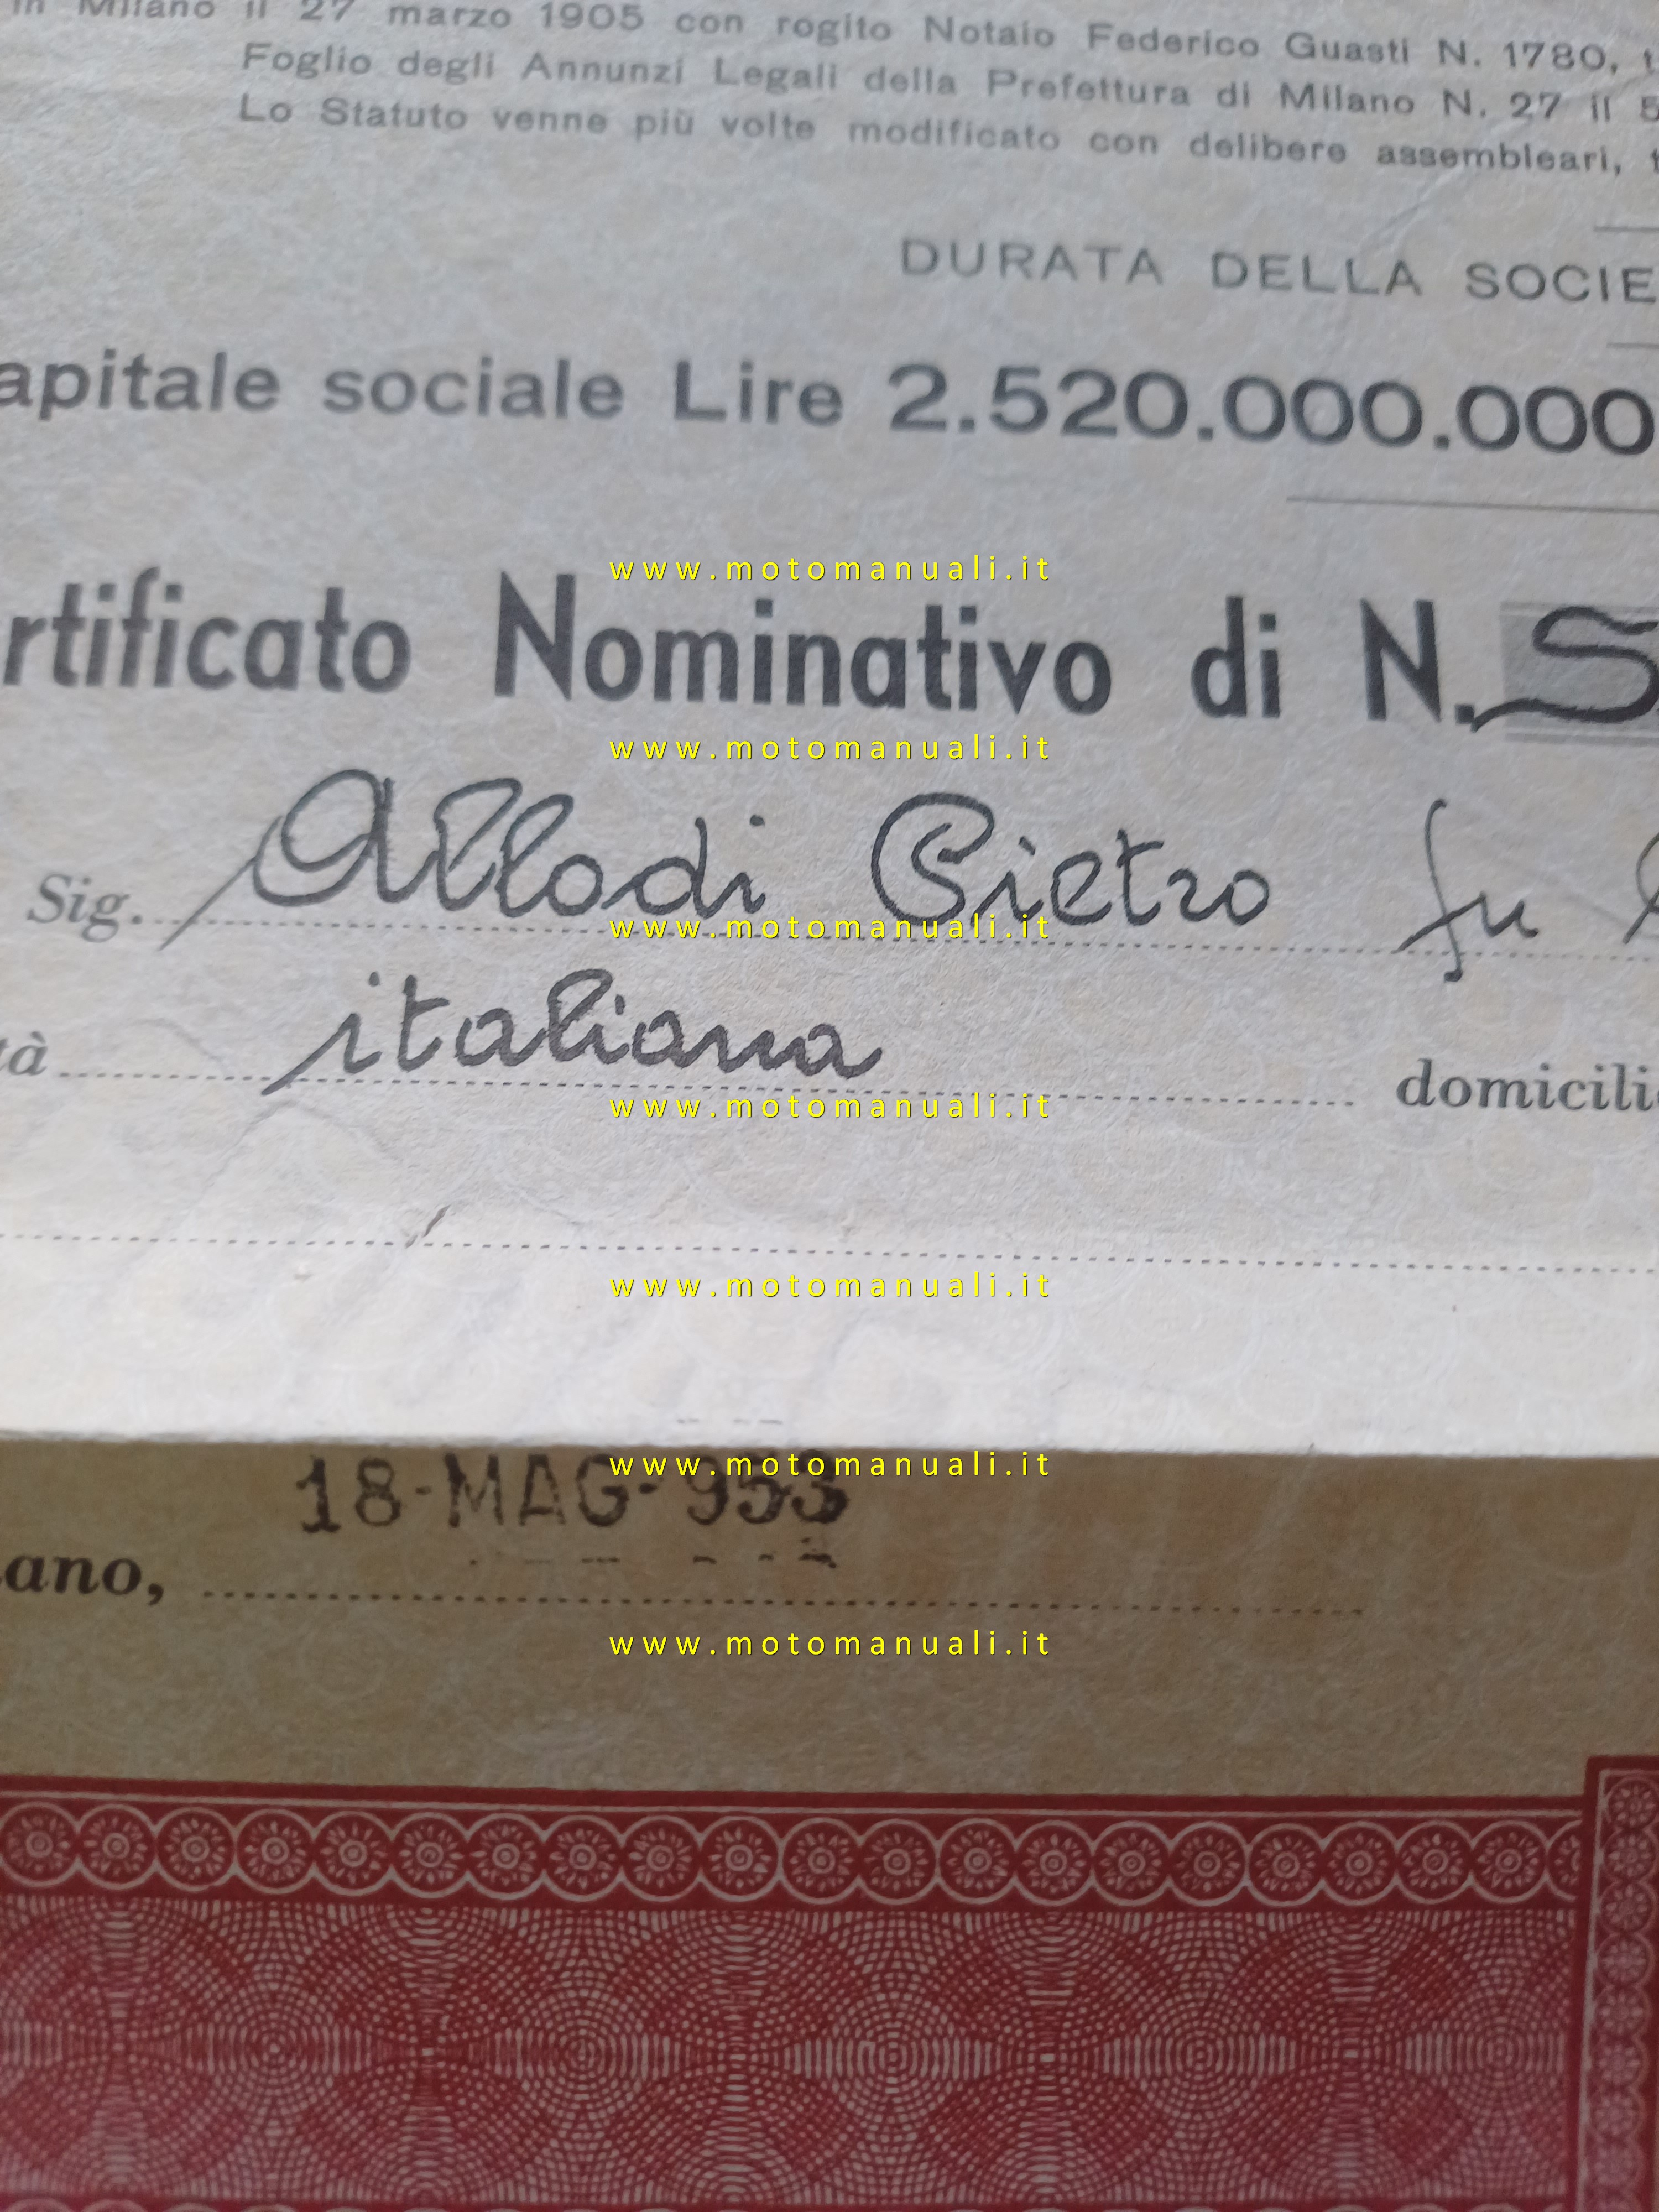 in Milano il 27 marzo 1905 con rogito Notaio Federico Guasti N. 1780, t
Foglio degli Annunzi Legali della Prefettura di Milano N. 27 il 5
Lo Statuto venne più volte modificato con delibere assembleari, t
DURATA DELLA SOCIE
apitale sociale Lire 2.520.000.000
www.motomanuali.it
rtificato Nominativo di N. S
www.motomanuali.it
Sig. Allodi Pietro fu
www.motomanuali.it
tà italiana domicili
www.motomanuali.it
www.motomanuali.it
www.motomanuali.it
18-MAG-953
ano,
www.motomanuali.it